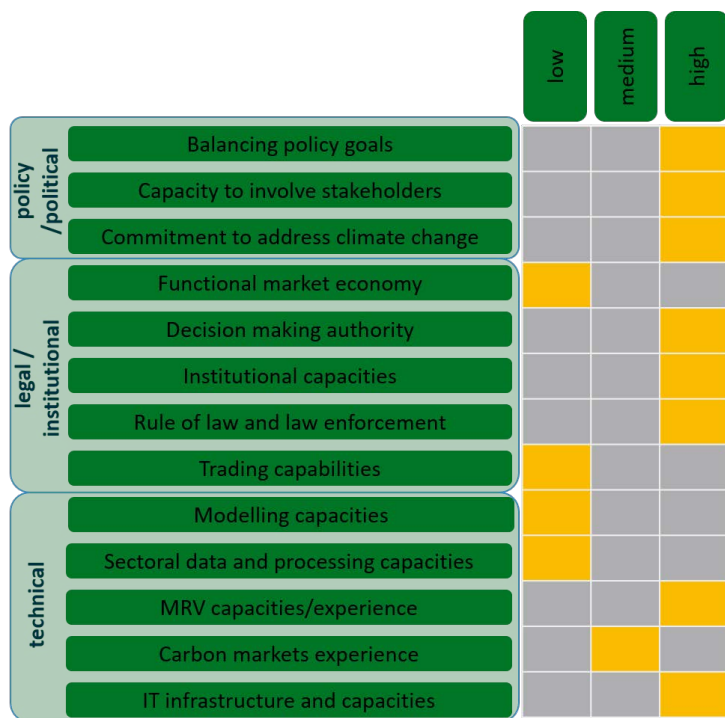 low
medium
high
policy
/political
Balancing policy goals
Capacity to involve stakeholders
Commitment to address climate change
legal /
institutional
Functional market economy
Decision making authority
Institutional capacities
Rule of law and law enforcement
Trading capabilities
technical
Modelling capacities
Sectoral data and processing capacities
MRV capacities/experience
Carbon markets experience
IT infrastructure and capacities